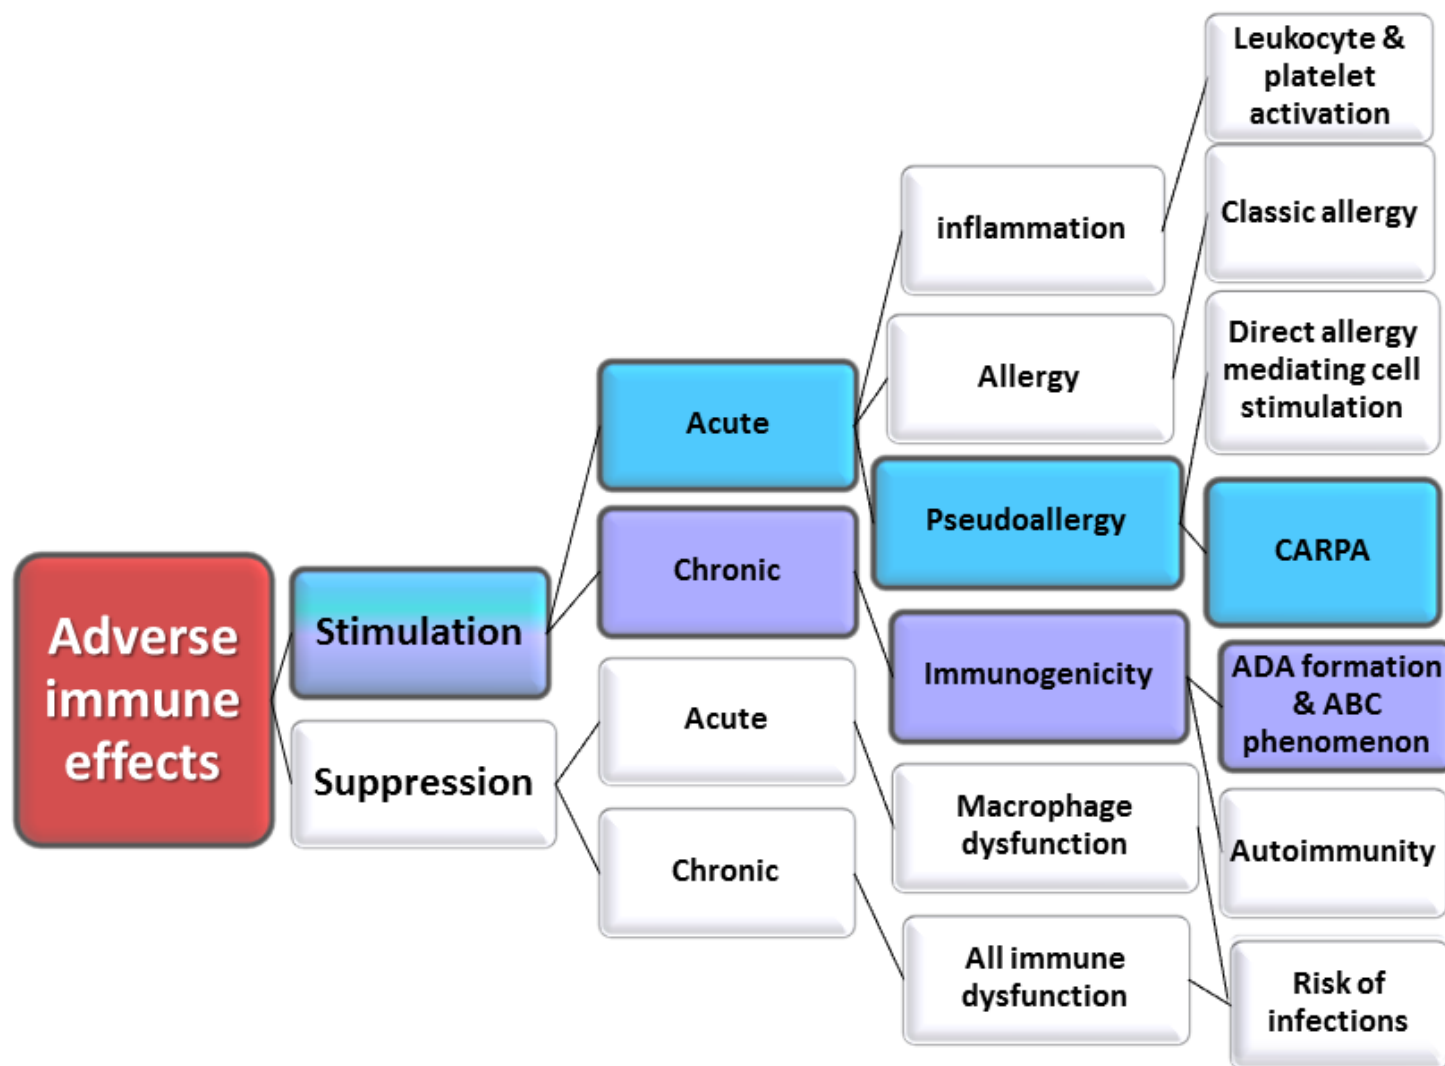 Adverse
immune
effects
Stimulation
Suppression
Acute
Chronic
Acute
Chronic
inflammation
Allergy
Pseudoallergy
Immunogenicity
Macrophage
dysfunction
All immune
dysfunction
Leukocyte &
platelet
activation
Classic allergy
Direct allergy
mediating cell
stimulation
CARPA
ADA formation
& ABC
phenomenon
Autoimmunity
Risk of
infections